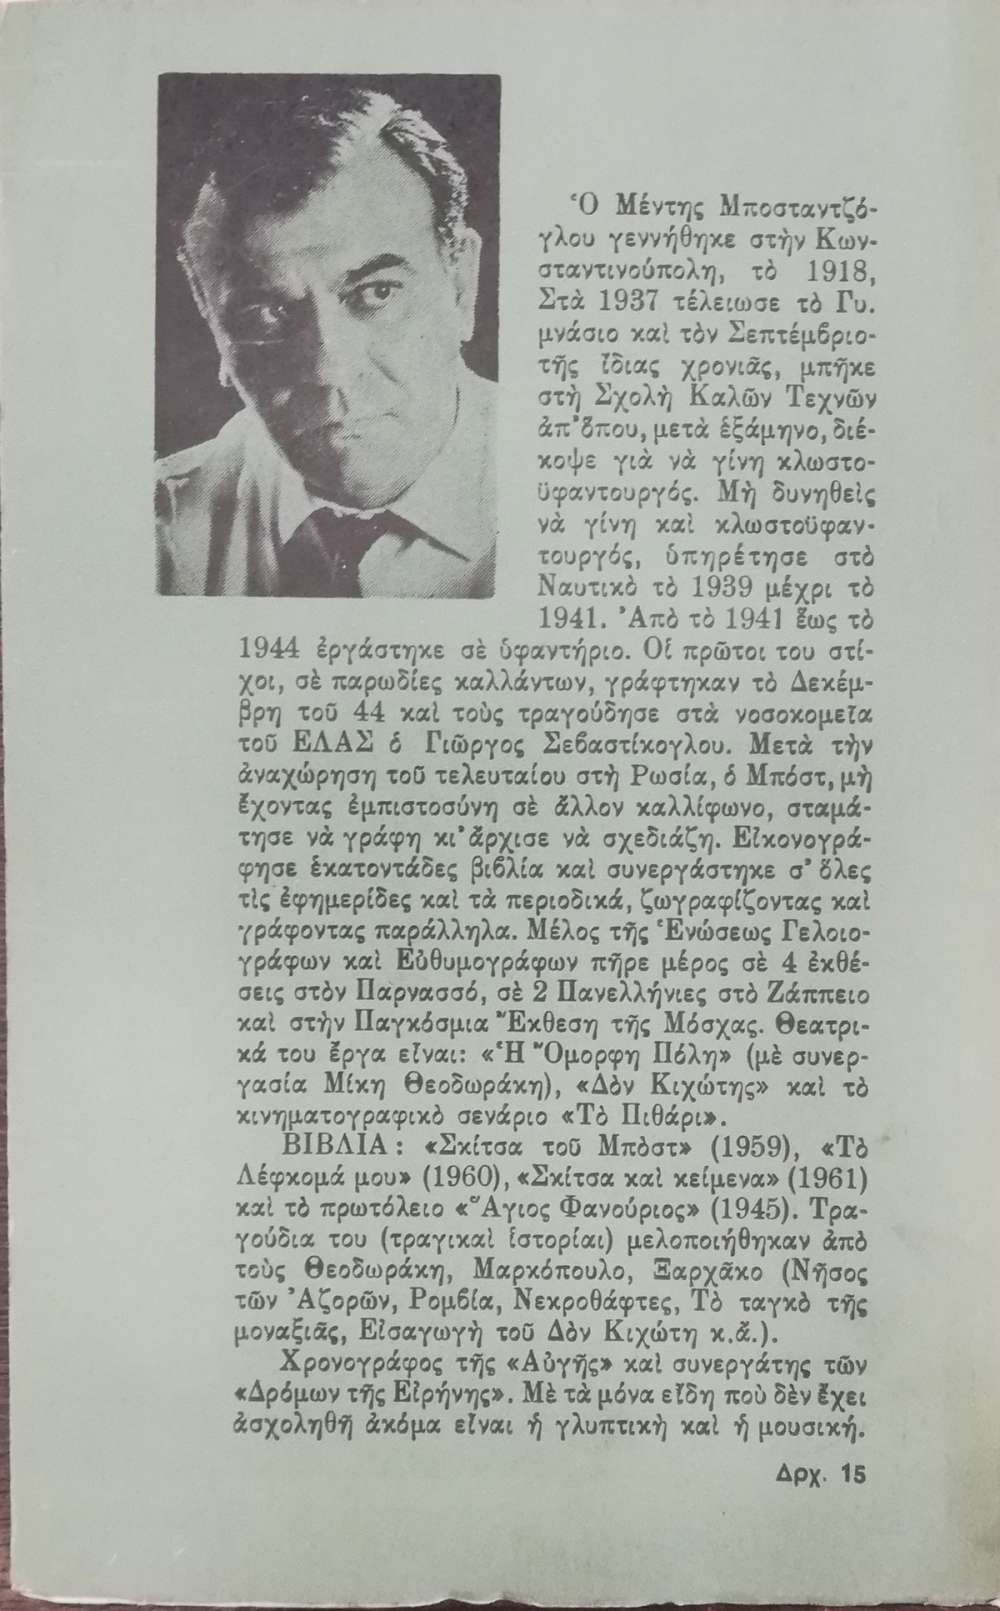 Ὁ Μέντης Μποσταντζό-
γλου γεννήθηκε στὴν Κων-
σταντινούπολη, τὸ 1918,
Στὰ 1937 τέλειωσε τὸ Γυ.
μνάσιο καὶ τὸν Σεπτέμβριο-
τῆς ἴδιας χρονιᾶς, μπῆκε
στὴ Σχολὴ Καλῶν Τεχνῶν
ἀπ' ὅπου, μετὰ ἑξάμηνο, διέ-
κοψε γιὰ νὰ γίνη κλωστο-
ϋφαντουργός. Μὴ δυνηθεὶς
νὰ γίνη καὶ κλωστοϋφαν-
τουργός, ὑπηρέτησε στὸ
Ναυτικὸ τὸ 1939 μέχρι τὸ
1941. Ἀπὸ τὸ 1941 ἕως τὸ
1944 ἐργάστηκε σὲ ὑφαντήριο. Οἱ πρῶτοι του στί-
χοι, σὲ παρωδίες καλλάντων, γράφτηκαν τὸ Δεκέμ-
βρη τοῦ 44 καὶ τοὺς τραγούδησε στὰ νοσοκομεῖα
τοῦ ΕΛΑΣ ὁ Γιῶργος Σεβαστίκογλου. Μετὰ τὴν
ἀναχώρηση τοῦ τελευταίου στὴ Ρωσία, ὁ Μπόστ, μὴ
ἔχοντας ἐμπιστοσύνη σὲ ἄλλον καλλίφωνο, σταμά-
τησε νὰ γράφη κι' ἄρχισε νὰ σχεδιάζη. Εἰκονογρά-
φησε ἑκατοντάδες βιβλία καὶ συνεργάστηκε σ' ὅλες
τὶς ἐφημερίδες καὶ τὰ περιοδικά, ζωγραφίζοντας καὶ
γράφοντας παράλληλα. Μέλος τῆς Ἑνώσεως Γελοιο-
γράφων καὶ Εὐθυμογράφων πῆρε μέρος σὲ 4 ἐκθέ-
σεις στὸν Παρνασσό, σὲ 2 Πανελλήνιες στὸ Ζάππειο
καὶ στὴν Παγκόσμια Ἔκθεση τῆς Μόσχας. Θεατρι-
κά του ἔργα εἶναι: «Ἡ Ὄμορφη Πόλη» (μὲ συνερ-
γασία Μίκη Θεοδωράκη), «Δὸν Κιχώτης» καὶ τὸ
κινηματογραφικὸ σενάριο «Τὸ Πιθάρι».
ΒΙΒΛΙΑ: «Σκίτσα τοῦ Μπὸστ» (1959), «Τὸ
Λέφκομά μου» (1960), «Σκίτσα καὶ κείμενα» (1961)
καὶ τὸ πρωτόλειο «Ἅγιος Φανούριος» (1945). Τρα-
γούδια του (τραγικαὶ ἱστορίαι) μελοποιήθηκαν ἀπὸ
τοὺς Θεοδωράκη, Μαρκόπουλο, Ξαρχᾶκο (Νῆσος
τῶν Ἀζορῶν, Ρομβία, Νεκροθάφτες, Τὸ ταγκὸ τῆς
μοναξιᾶς, Εἰσαγωγὴ τοῦ Δὸν Κιχώτη κ.ἄ.).
Χρονογράφος τῆς «Αὐγῆς» καὶ συνεργάτης τῶν
«Δρόμων τῆς Εἰρήνης». Μὲ τὰ μόνα εἴδη ποὺ δὲν ἔχει
ἀσχοληθῆ ἀκόμα εἶναι ἡ γλυπτικὴ καὶ ἡ μουσική.
Δρχ. 15